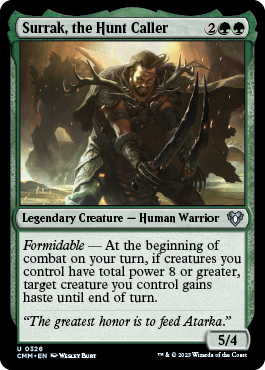 Surrak, the Hunt Caller 2
Legendary Creature — Human Warrior
Formidable — At the beginning of
combat on your turn, if creatures you
control have total power 8 or greater,
target creature you control gains
haste until end of turn.
“The greatest honor is to feed Atarka.”
5/4
U 0326
CMM • EN WESLEY BURT
™ & © 2023 Wizards of the Coast